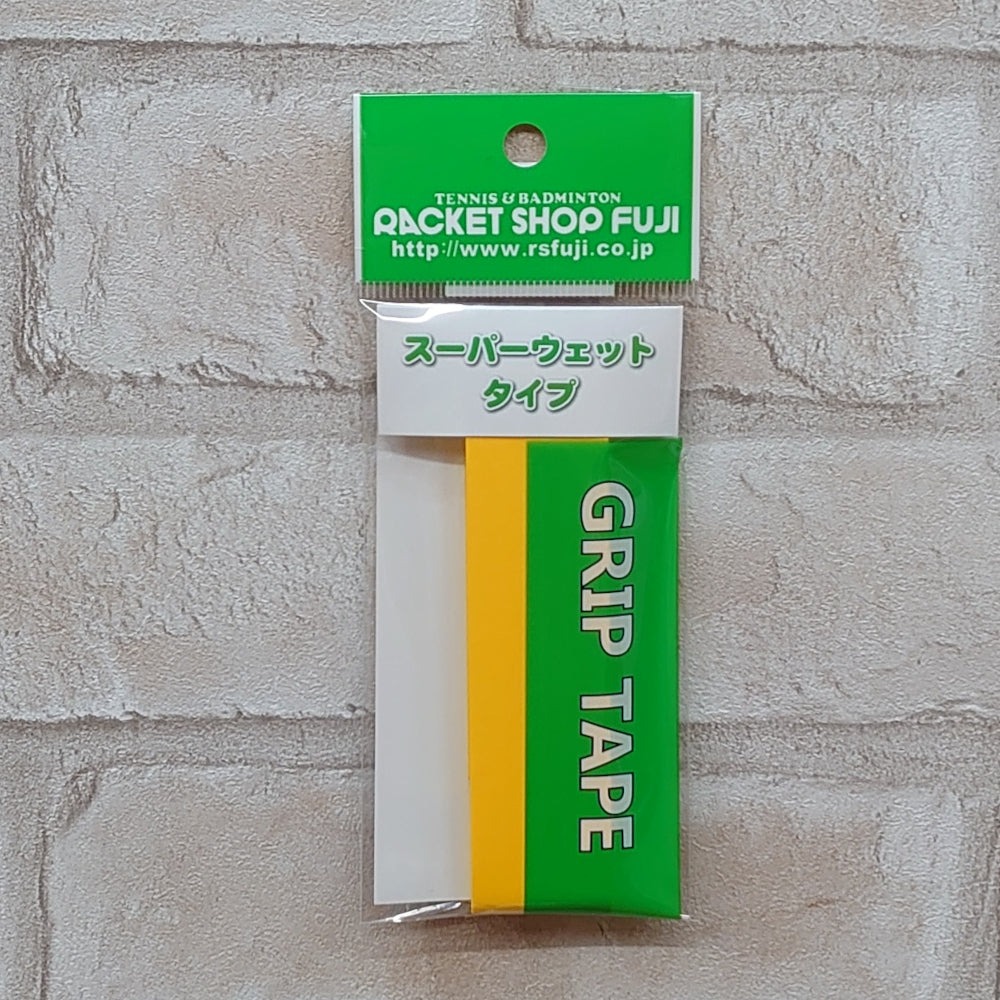 TENNIS & BADMINTON
RACKET SHOP FUJI
http://www.rsfuji.co.jp
スーパーウェット
タイプ
GRIP TAPE